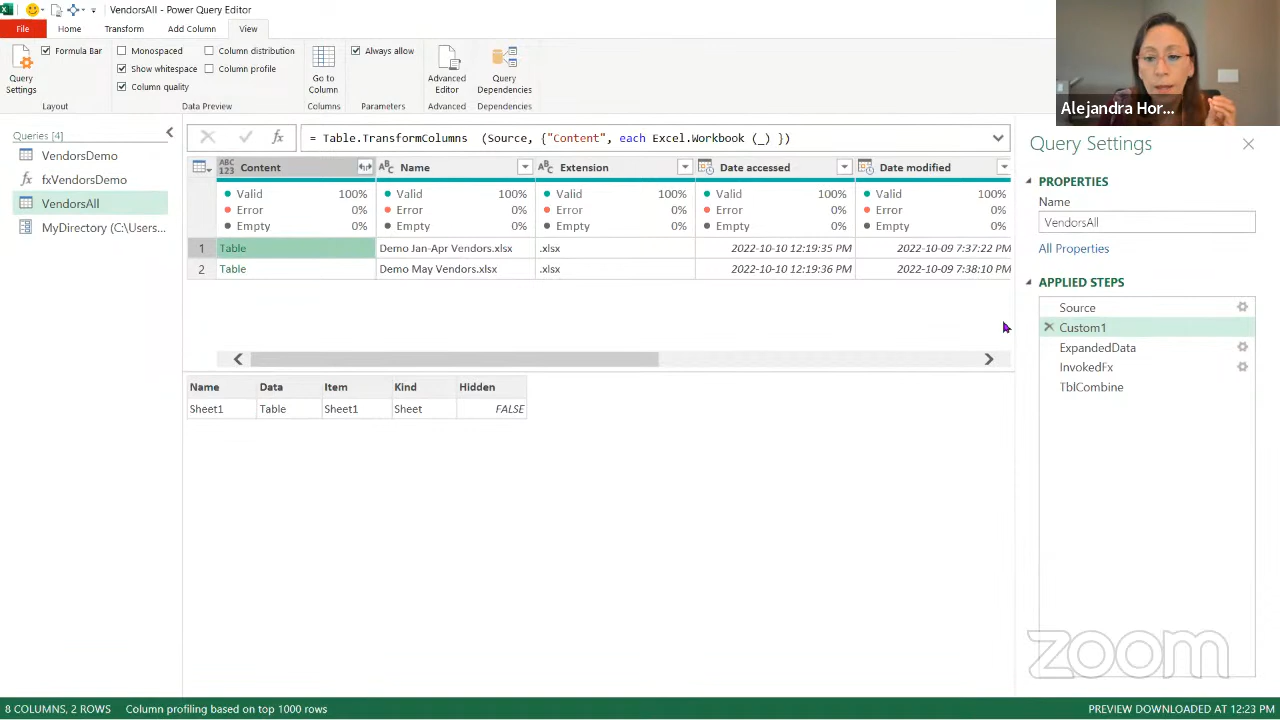 VendorsAll - Power Query Editor
File
Home
Transform
Add Column
View
Query Settings
Formula Bar
Layout
Monospaced
Show whitespace
Column quality
Column distribution
Column profile
Data Preview
Go to Column
Columns
Always allow
Parameters
Advanced Editor
Advanced
Query Dependencies
Dependencies
Alejandra Hor...
Queries [4]
VendorsDemo
fx fxVendorsDemo
VendorsAll
MyDirectory (C:\Users...
fx = Table.TransformColumns (Source, {"Content", each Excel.Workbook (_) })
ABC 123 Content
ABC Name
ABC Extension
Date accessed
Date modified
Valid 100% Valid 100% Valid 100% Valid 100% Valid 100%
Error 0% Error 0% Error 0% Error 0% Error 0%
Empty 0% Empty 0% Empty 0% Empty 0% Empty 0%
1 Table Demo Jan-Apr Vendors.xlsx .xlsx 2022-10-10 12:19:35 PM 2022-10-09 7:37:22 PM
2 Table Demo May Vendors.xlsx .xlsx 2022-10-10 12:19:36 PM 2022-10-09 7:38:10 PM
Name Data Item Kind Hidden
Sheet1 Table Sheet1 Sheet FALSE
Query Settings
PROPERTIES
Name
VendorsAll
All Properties
APPLIED STEPS
Source
Custom1
ExpandedData
InvokedFx
TblCombine
zoom
8 COLUMNS, 2 ROWS Column profiling based on top 1000 rows
PREVIEW DOWNLOADED AT 12:23 PM